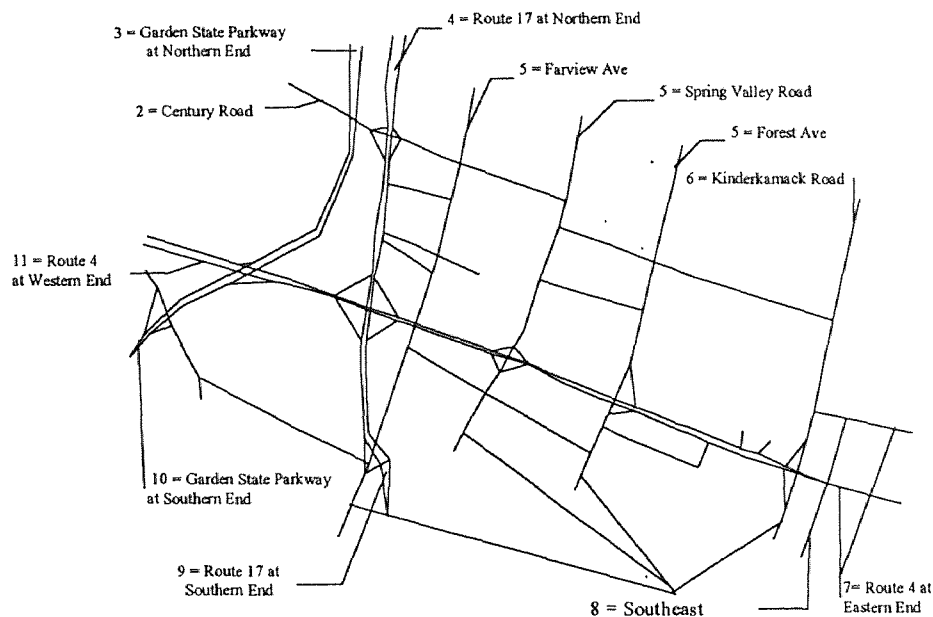 3 = Garden State Parkway
at Northern End
4 = Route 17 at Northern End
5 = Farview Ave
2 = Century Road
5 = Spring Valley Road
5 = Forest Ave
6 = Kinderkamack Road
11 = Route 4
at Western End
10 = Garden State Parkway
at Southern End
9 = Route 17 at
Southern End
8 = Southeast
7= Route 4 at
Eastern End